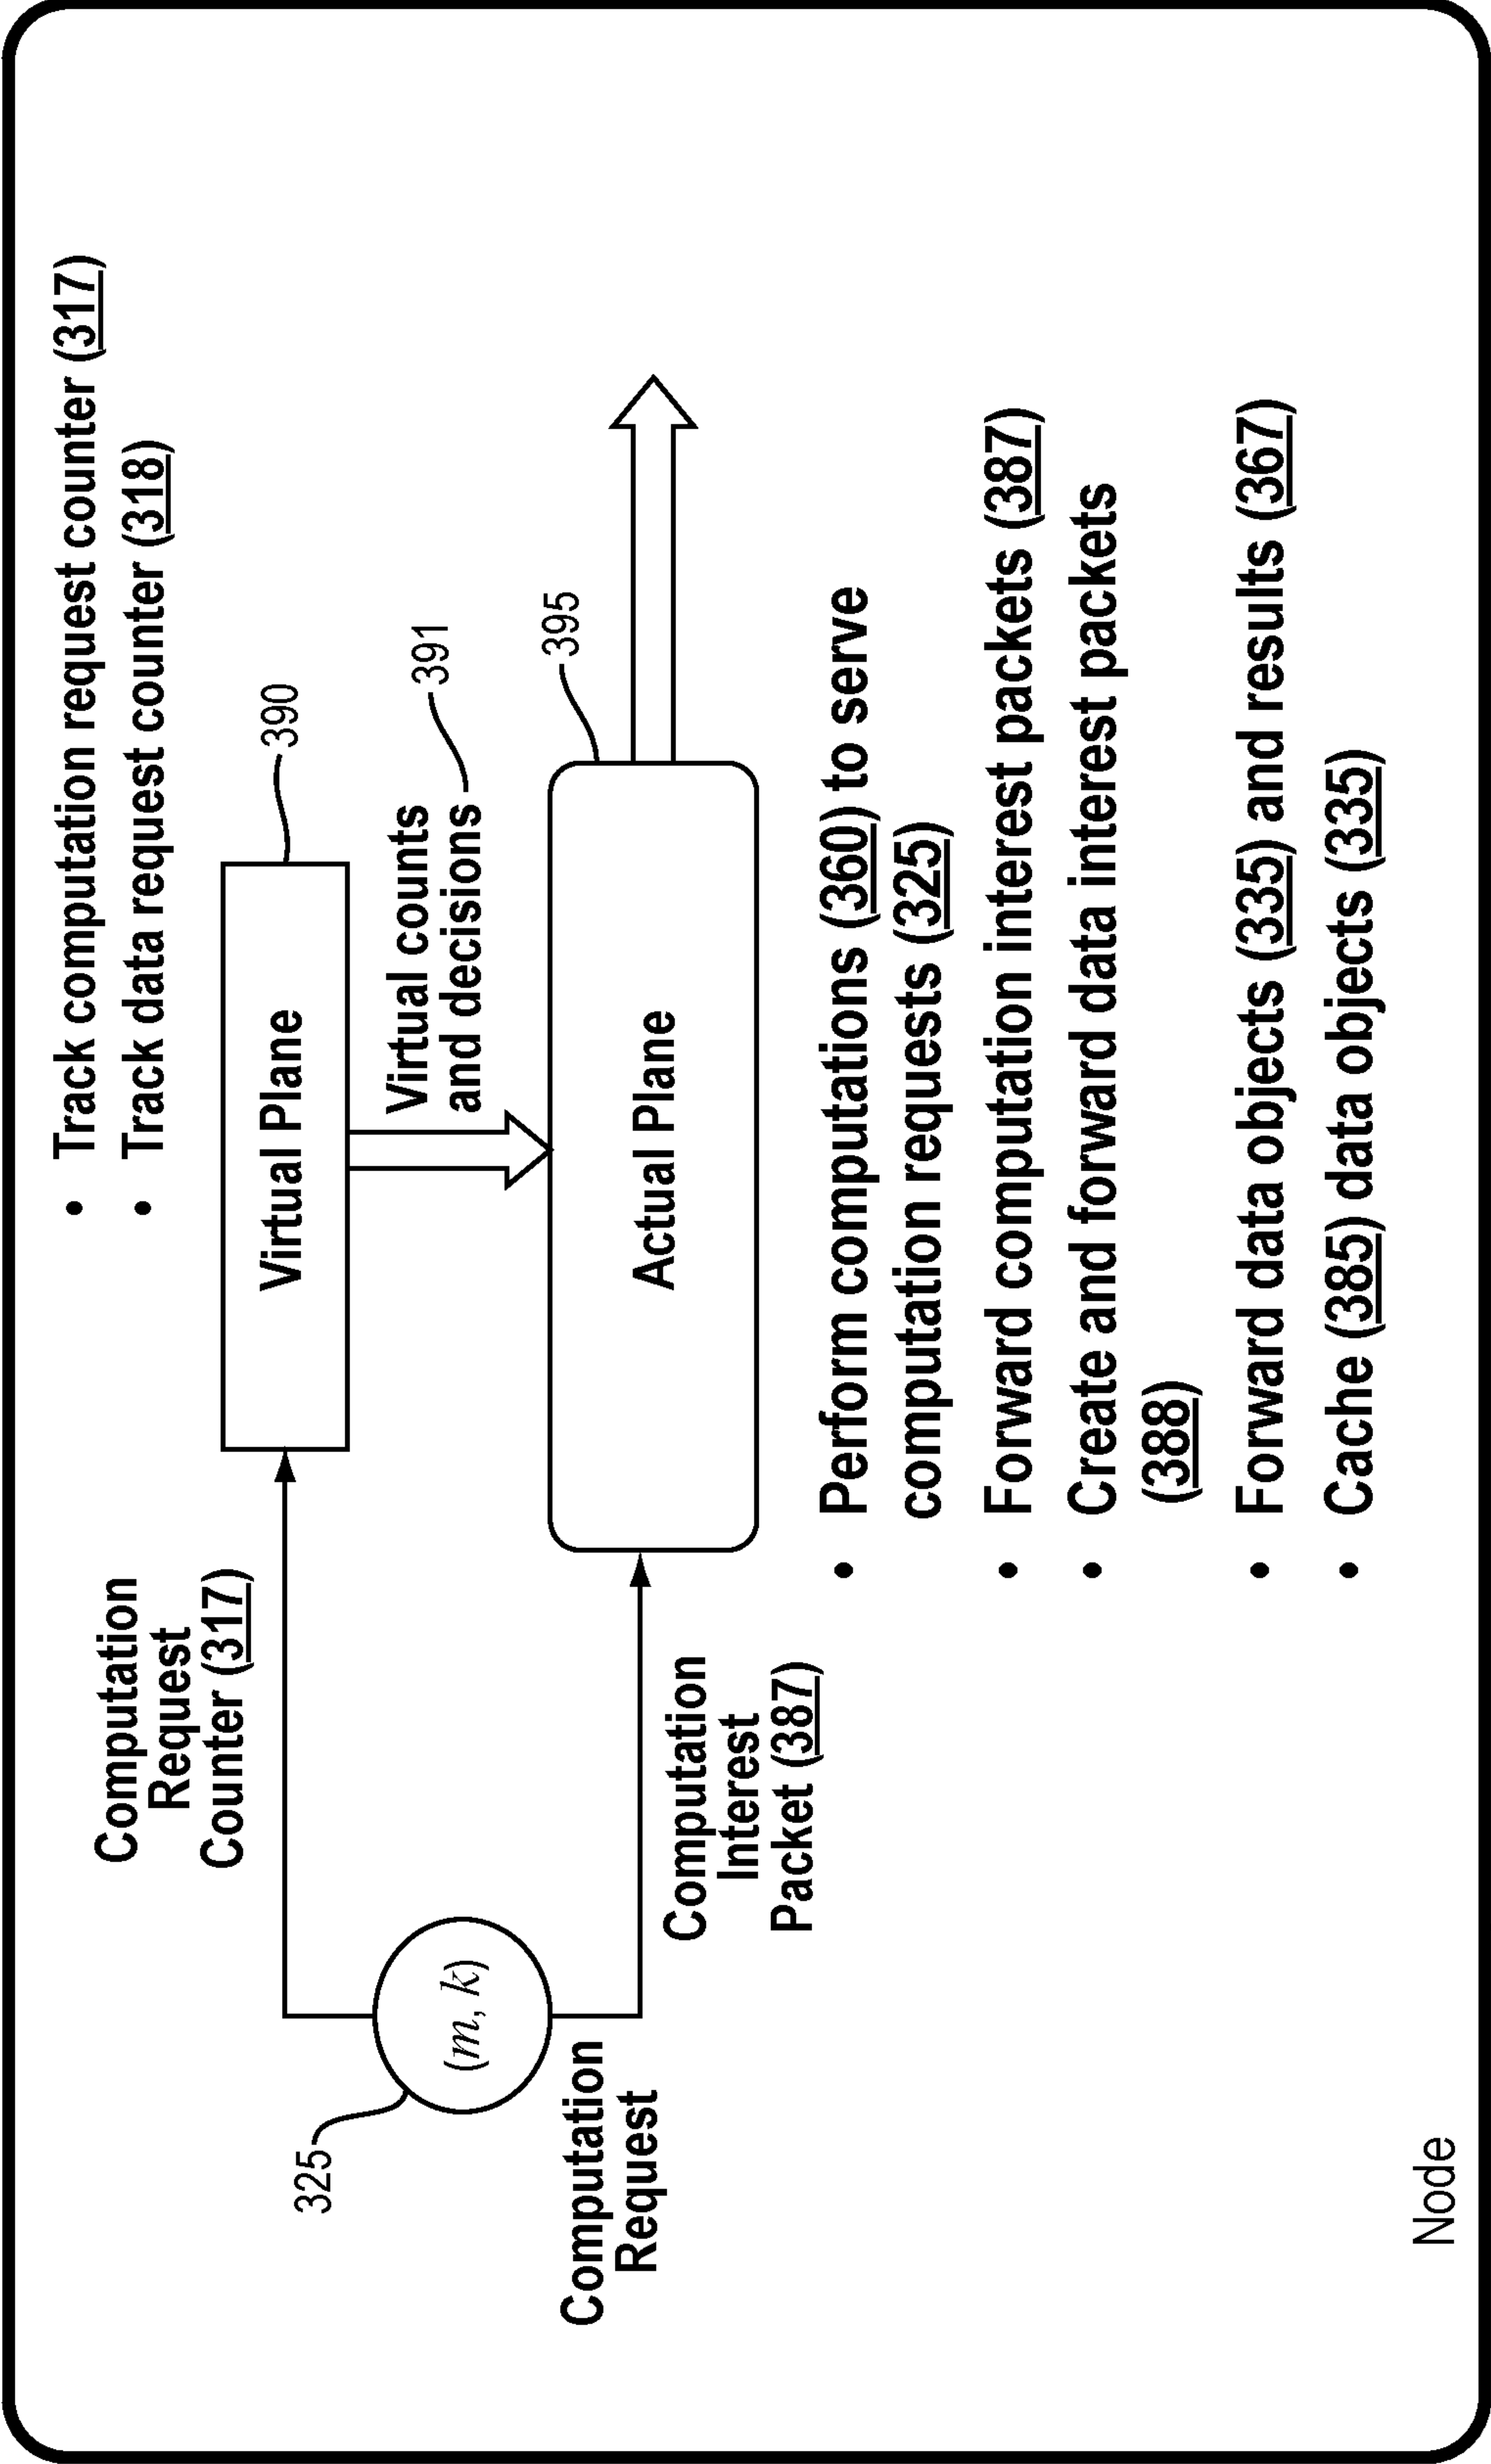 • Track computation request counter (317)
• Track data request counter (318)
Computation
Request
Counter (317)
390
Virtual Plane
Virtual counts
and decisions
391
325
(m, k)
Computation
Request
395
Actual Plane
Computation
Interest
Packet (387)
• Perform computations (360) to serve
computation requests (325)
• Forward computation interest packets (387)
• Create and forward data interest packets
(388)
• Forward data objects (335) and results (367)
• Cache (385) data objects (335)
Node